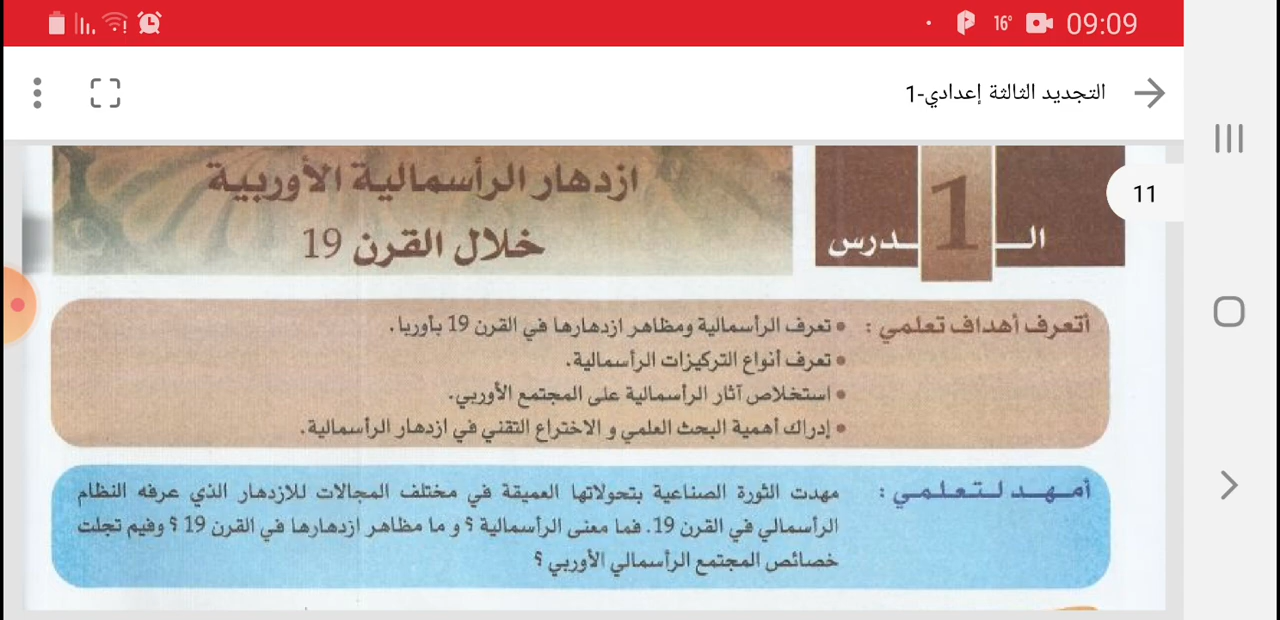 09:09
16°
التجديد الثالثة إعدادي-1
11
الـ 1 ـدرس
ازدهار الرأسمالية الأوربية
خلال القرن 19
أتعرف أهداف تعلمي :
• تعرف الرأسمالية ومظاهر ازدهارها في القرن 19 بأوربا.
• تعرف أنواع التركيزات الرأسمالية.
• استخلاص آثار الرأسمالية على المجتمع الأوربي.
• إدراك أهمية البحث العلمي و الاختراع التقني في ازدهار الرأسمالية.
أمـهـد لـتـعلـمـي :
مهدت الثورة الصناعية بتحولاتها العميقة في مختلف المجالات للازدهار الذي عرفه النظام
الرأسمالي في القرن 19. فما معنى الرأسمالية ؟ و ما مظاهر ازدهارها في القرن 19 ؟ وفيم تجلت
خصائص المجتمع الرأسمالي الأوربي ؟